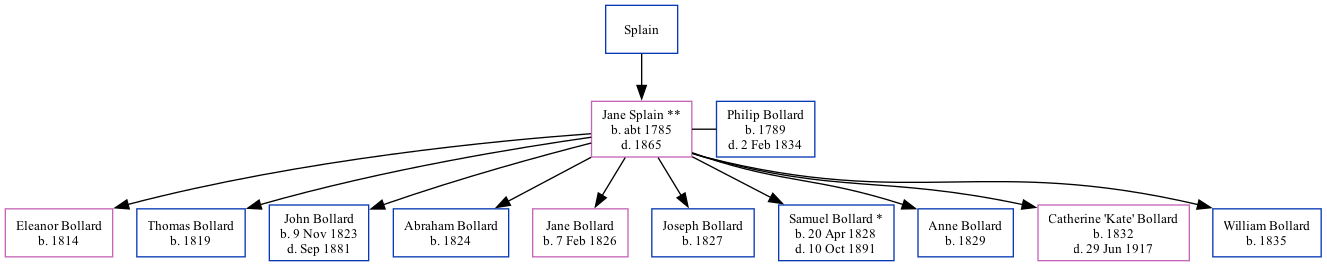 Splain
Jane Splain **
b. abt 1785
d. 1865
Philip Bollard
b. 1789
d. 2 Feb 1834
Eleanor Bollard
b. 1814
Thomas Bollard
b. 1819
John Bollard
b. 9 Nov 1823
d. Sep 1881
Abraham Bollard
b. 1824
Jane Bollard
b. 7 Feb 1826
Joseph Bollard
b. 1827
Samuel Bollard *
b. 20 Apr 1828
d. 10 Oct 1891
Anne Bollard
b. 1829
Catherine 'Kate' Bollard
b. 1832
d. 29 Jun 1917
William Bollard
b. 1835